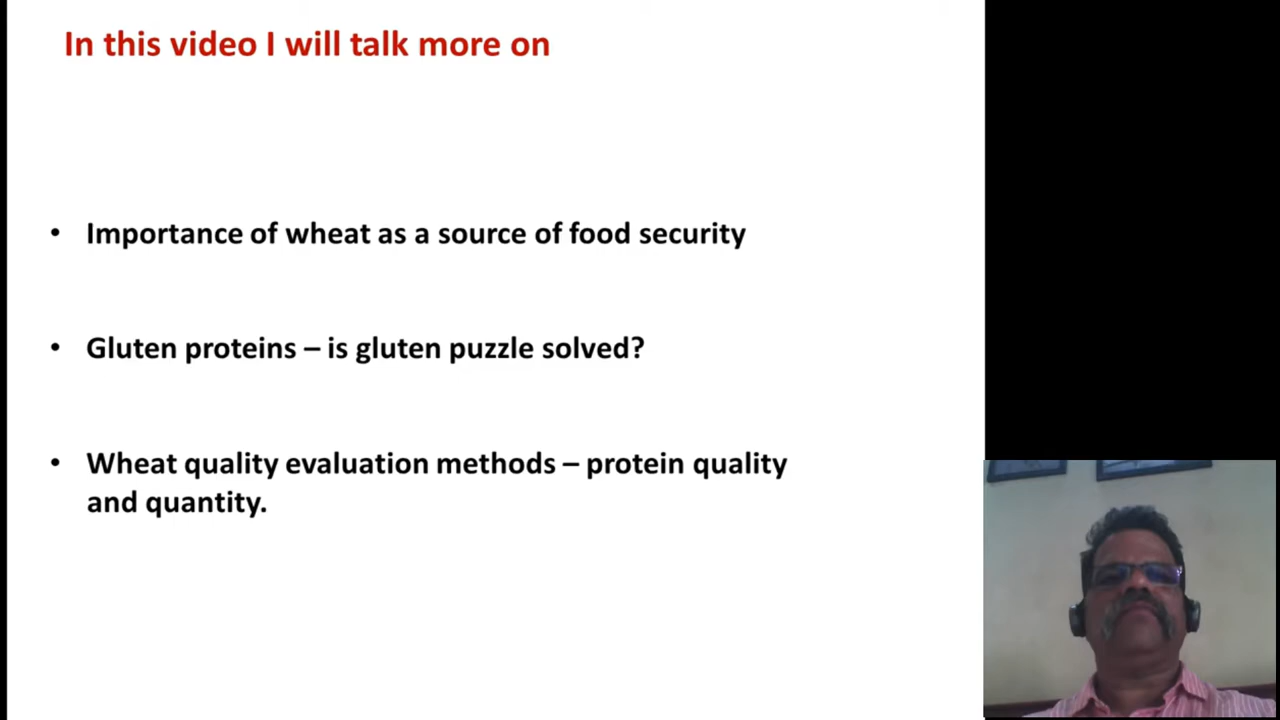 In this video I will talk more on
• Importance of wheat as a source of food security
• Gluten proteins – is gluten puzzle solved?
• Wheat quality evaluation methods – protein quality
and quantity.